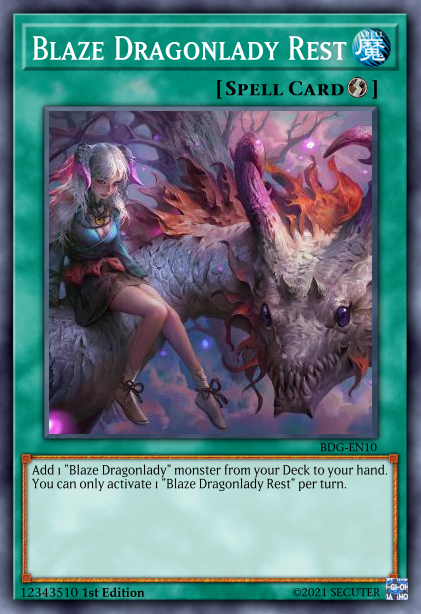 BLAZE DRAGONLADY REST
魔
[SPELL CARD]
BDG-EN10
Add 1 "Blaze Dragonlady" monster from your Deck to your hand.
You can only activate 1 "Blaze Dragonlady Rest" per turn.
12343510 1st Edition
©2021 SECUTER